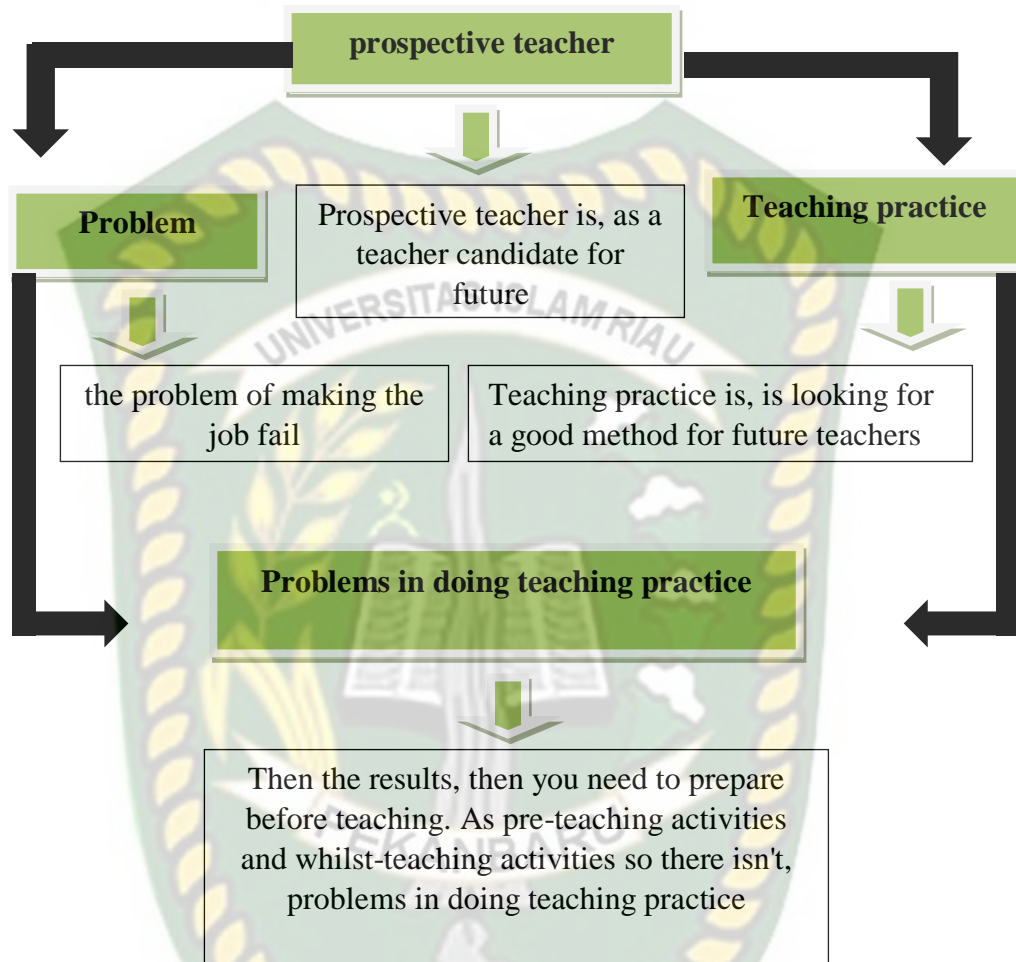 prospective teacher
Problem
Prospective teacher is, as a
teacher candidate for
future
Teaching practice
UNIVERSITAS ISLAM RIAU
the problem of making the
job fail
Teaching practice is, is looking for
a good method for future teachers
Problems in doing teaching practice
Then the results, then you need to prepare
before teaching. As pre-teaching activities
and whilst-teaching activities so there isn't,
problems in doing teaching practice
PEKANBARU